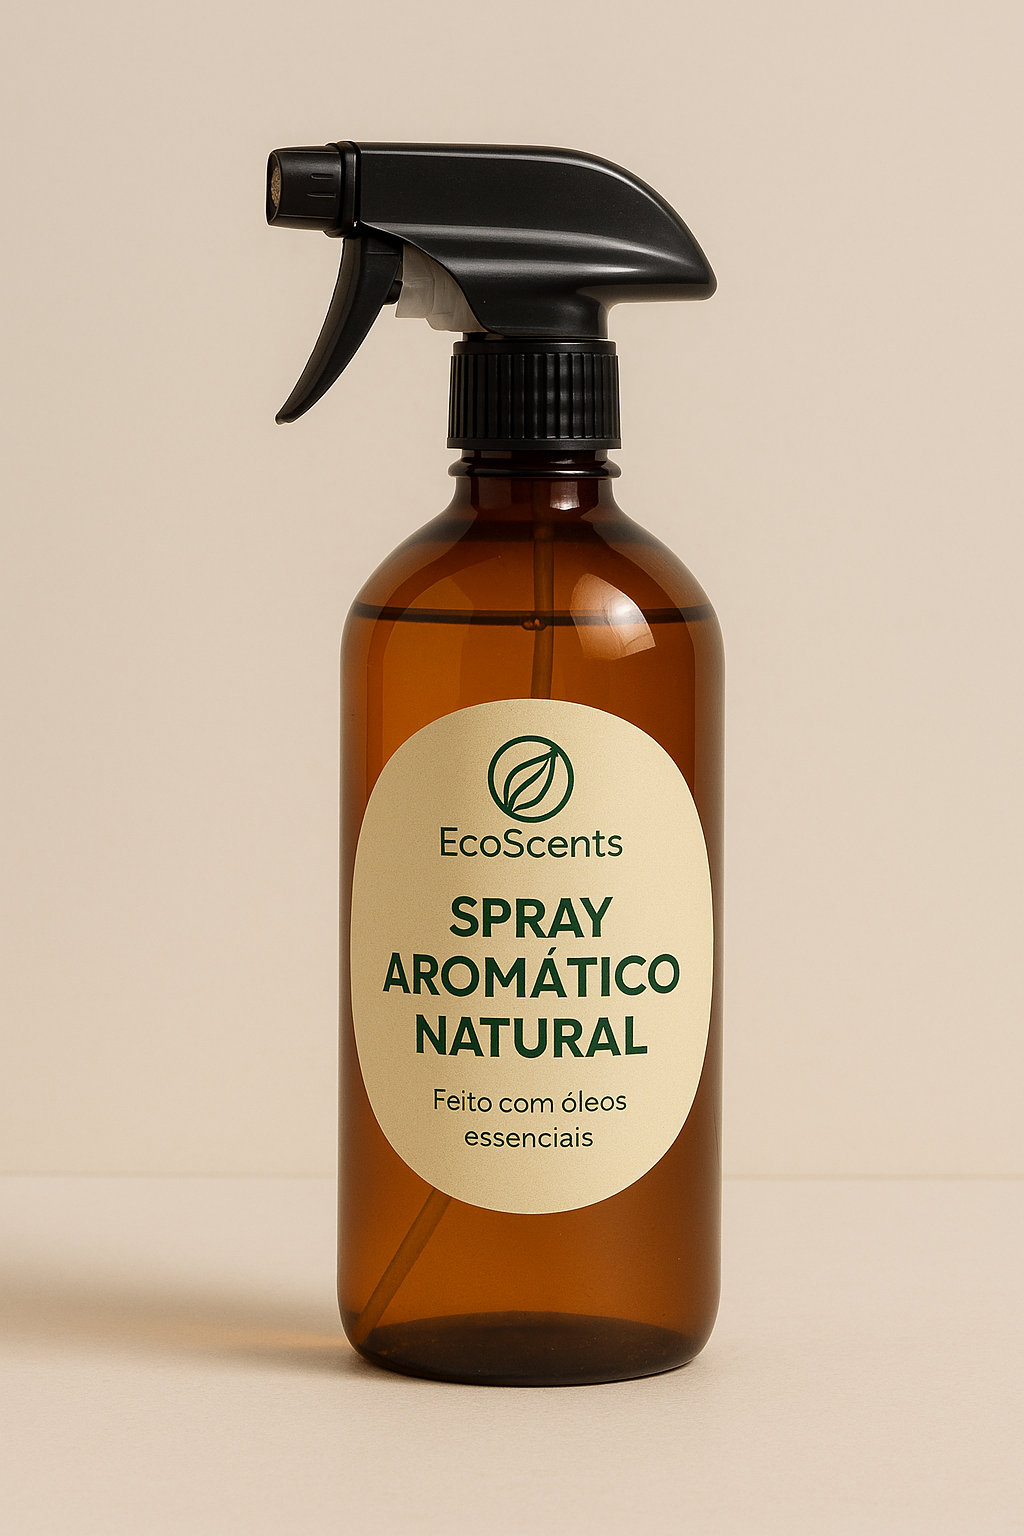 EcoScents
SPRAY
AROMÁTICO
NATURAL
Feito com óleos
essenciais